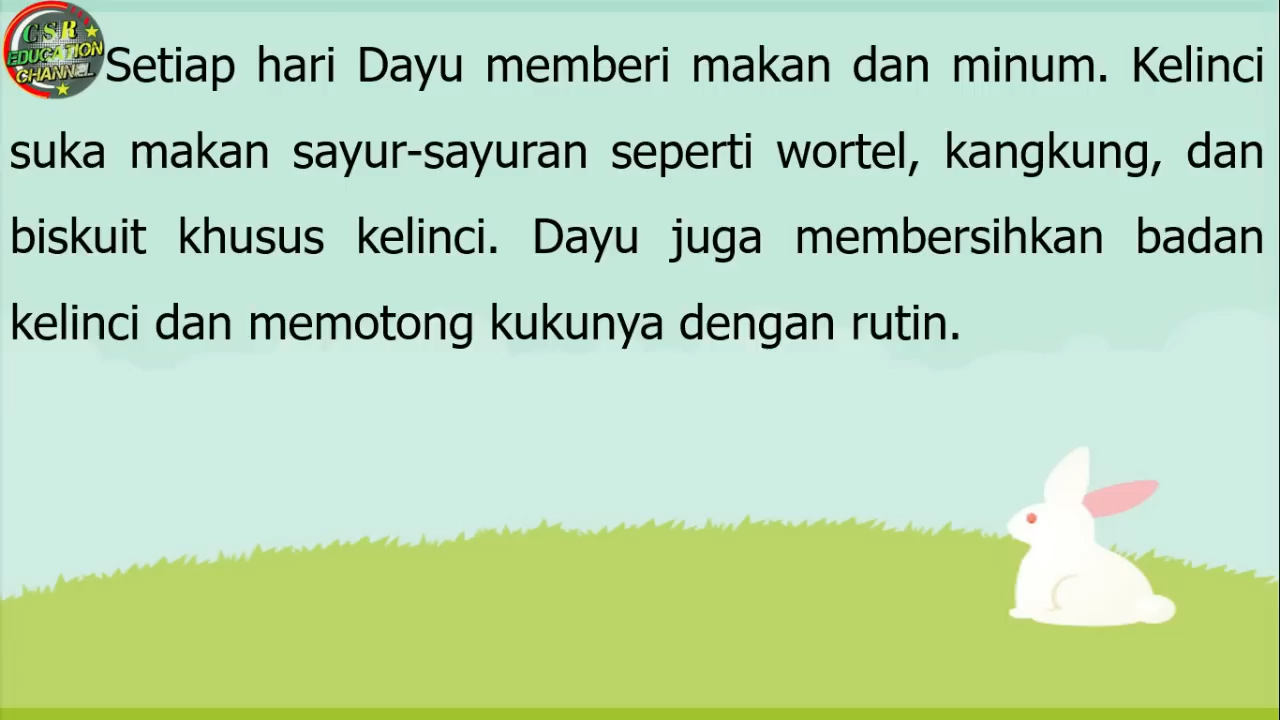 CSR
EDUCATION
CHANNEL
Setiap hari Dayu memberi makan dan minum. Kelinci
suka makan sayur-sayuran seperti wortel, kangkung, dan
biskuit khusus kelinci. Dayu juga membersihkan badan
kelinci dan memotong kukunya dengan rutin.